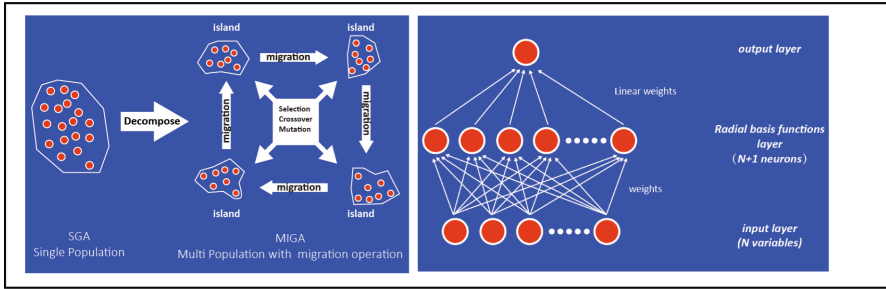 island
island
migration
Decompose
migration
Selection
Crossover
Mutation
migration
migration
island
island
SGA
Single Population
MIGA
Multi Population with migration operation
output layer
Linear weights
Radial basis functions
layer
（N+1 neurons）
weights
input layer
(N variables)